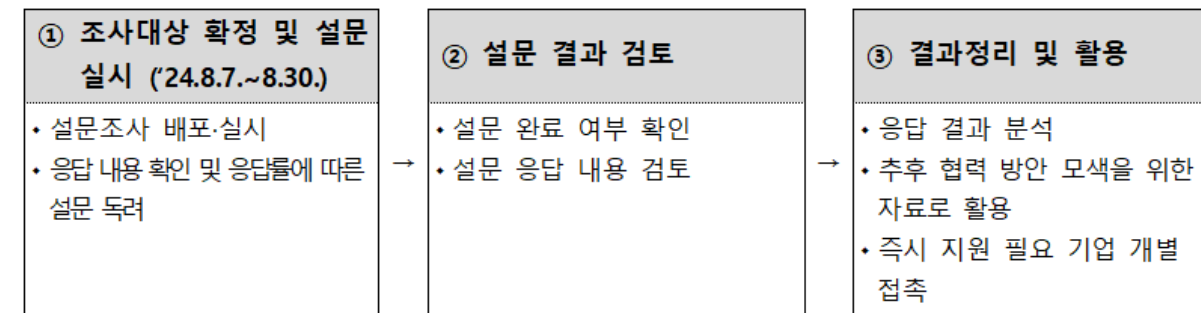 ① 조사대상 확정 및 설문
실시 (’24.8.7.~8.30.)
• 설문조사 배포·실시
• 응답 내용 확인 및 응답률에 따른
설문 독려
→
② 설문 결과 검토
• 설문 완료 여부 확인
• 설문 응답 내용 검토
→
③ 결과정리 및 활용
• 응답 결과 분석
• 추후 협력 방안 모색을 위한
자료로 활용
• 즉시 지원 필요 기업 개별
접촉